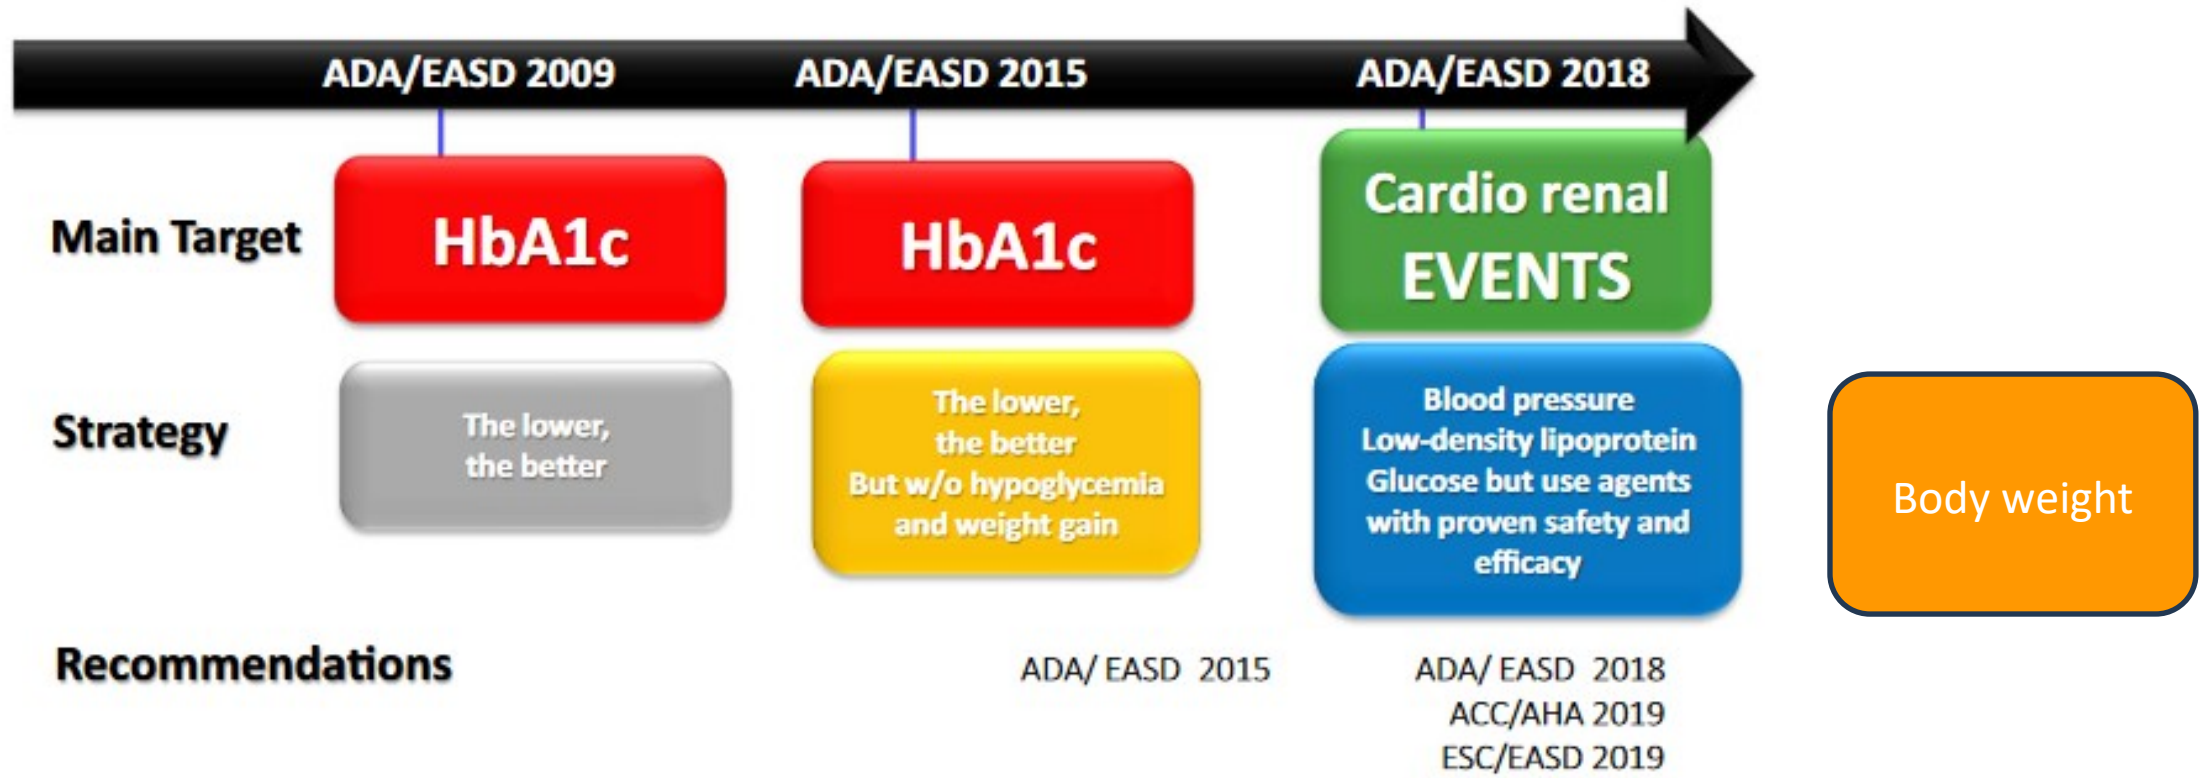 ADA/EASD 2009
ADA/EASD 2015
ADA/EASD 2018
Main Target
HbA1c
HbA1c
Cardio renal
EVENTS
Strategy
The lower,
the better
The lower,
the better
But w/o hypoglycemia
and weight gain
Blood pressure
Low-density lipoprotein
Glucose but use agents
with proven safety and
efficacy
Body weight
Recommendations
ADA/ EASD 2015
ADA/ EASD 2018
ACC/AHA 2019
ESC/EASD 2019